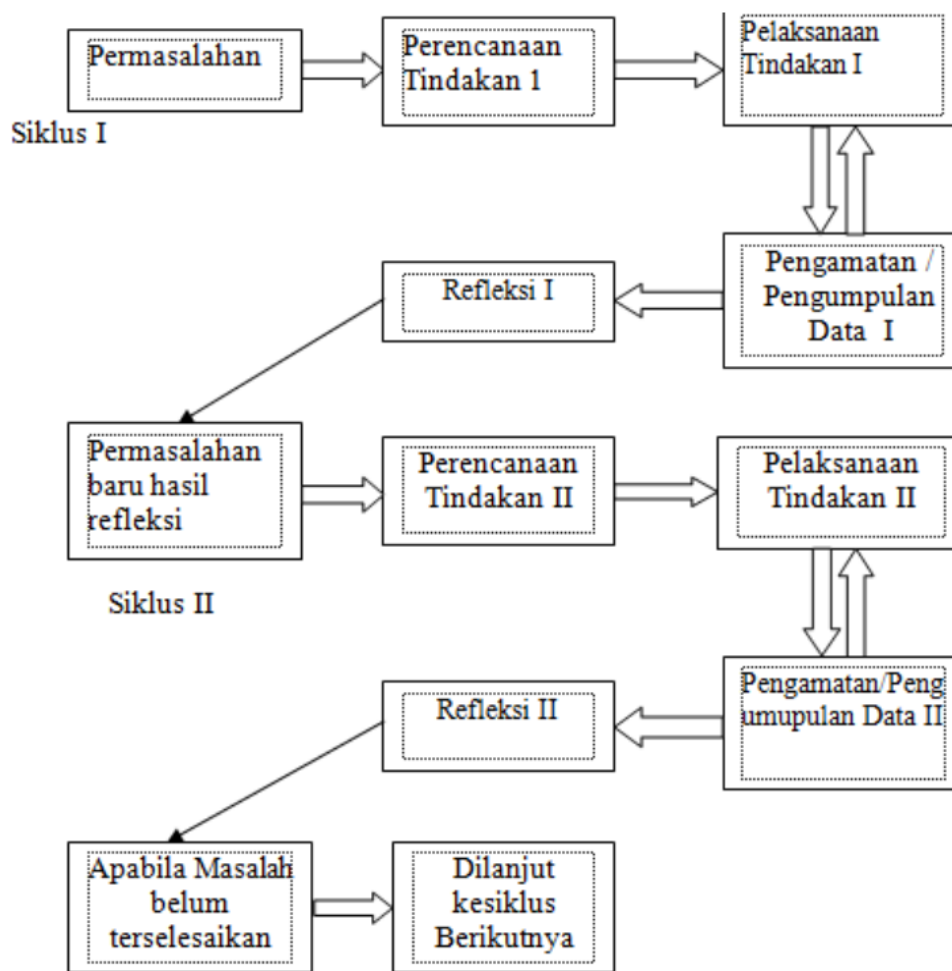 Permasalahan
Perencanaan
Tindakan 1
Pelaksanaan
Tindakan I
Siklus I
Pengamatan /
Pengumpulan
Data I
Refleksi I
Permasalahan
baru hasil
refleksi
Perencanaan
Tindakan II
Pelaksanaan
Tindakan II
Siklus II
Pengamatan/Peng
umupulan Data II
Refleksi II
Apabila Masalah
belum
terselesaikan
Dilanjut
kesiklus
Berikutnya